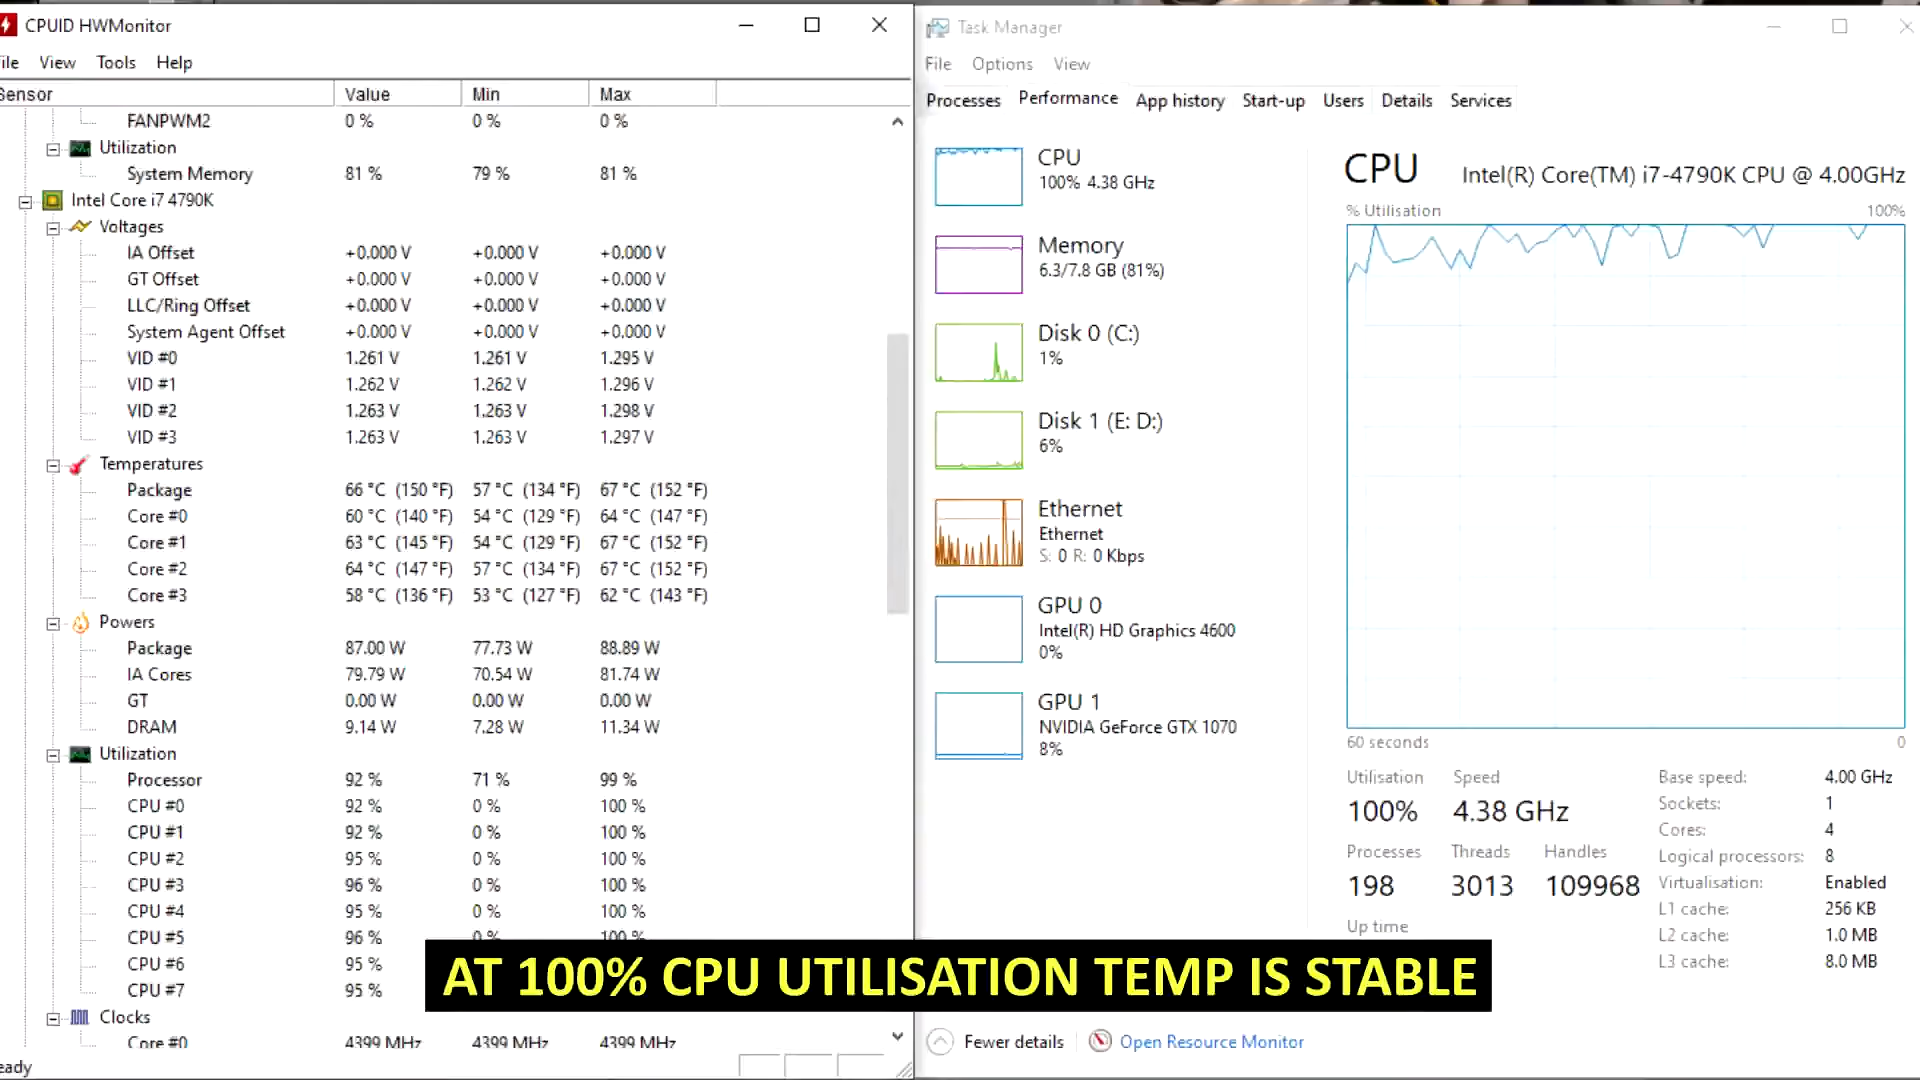 CPUID HWMonitor
ile View Tools Help
Sensor Value Min Max
FANPWM2 0 % 0 % 0 %
Utilization
System Memory 81 % 79 % 81 %
Intel Core i7 4790K
Voltages
IA Offset +0.000 V +0.000 V +0.000 V
GT Offset +0.000 V +0.000 V +0.000 V
LLC/Ring Offset +0.000 V +0.000 V +0.000 V
System Agent Offset +0.000 V +0.000 V +0.000 V
VID #0 1.261 V 1.261 V 1.295 V
VID #1 1.262 V 1.262 V 1.296 V
VID #2 1.263 V 1.263 V 1.298 V
VID #3 1.263 V 1.263 V 1.297 V
Temperatures
Package 66 °C (150 °F) 57 °C (134 °F) 67 °C (152 °F)
Core #0 60 °C (140 °F) 54 °C (129 °F) 64 °C (147 °F)
Core #1 63 °C (145 °F) 54 °C (129 °F) 67 °C (152 °F)
Core #2 64 °C (147 °F) 57 °C (134 °F) 67 °C (152 °F)
Core #3 58 °C (136 °F) 53 °C (127 °F) 62 °C (143 °F)
Powers
Package 87.00 W 77.73 W 88.89 W
IA Cores 79.79 W 70.54 W 81.74 W
GT 0.00 W 0.00 W 0.00 W
DRAM 9.14 W 7.28 W 11.34 W
Utilization
Processor 92 % 71 % 99 %
CPU #0 92 % 0 % 100 %
CPU #1 92 % 0 % 100 %
CPU #2 95 % 0 % 100 %
CPU #3 96 % 0 % 100 %
CPU #4 95 % 0 % 100 %
CPU #5 96 % 0 % 100 %
CPU #6 95 %
CPU #7 95 %
Clocks
Core #0 4399 MHz 4399 MHz 4399 MHz
eady
Task Manager
File Options View
Processes Performance App history Start-up Users Details Services
CPU
100% 4.38 GHz
Memory
6.3/7.8 GB (81%)
Disk 0 (C:)
1%
Disk 1 (E: D:)
6%
Ethernet
Ethernet
S: 0 R: 0 Kbps
GPU 0
Intel(R) HD Graphics 4600
0%
GPU 1
NVIDIA GeForce GTX 1070
8%
CPU Intel(R) Core(TM) i7-4790K CPU @ 4.00GHz
% Utilisation 100%
60 seconds 0
Utilisation Speed
100% 4.38 GHz
Processes Threads Handles
198 3013 109968
Up time
Base speed: 4.00 GHz
Sockets: 1
Cores: 4
Logical processors: 8
Virtualisation: Enabled
L1 cache: 256 KB
L2 cache: 1.0 MB
L3 cache: 8.0 MB
AT 100% CPU UTILISATION TEMP IS STABLE
Fewer details Open Resource Monitor